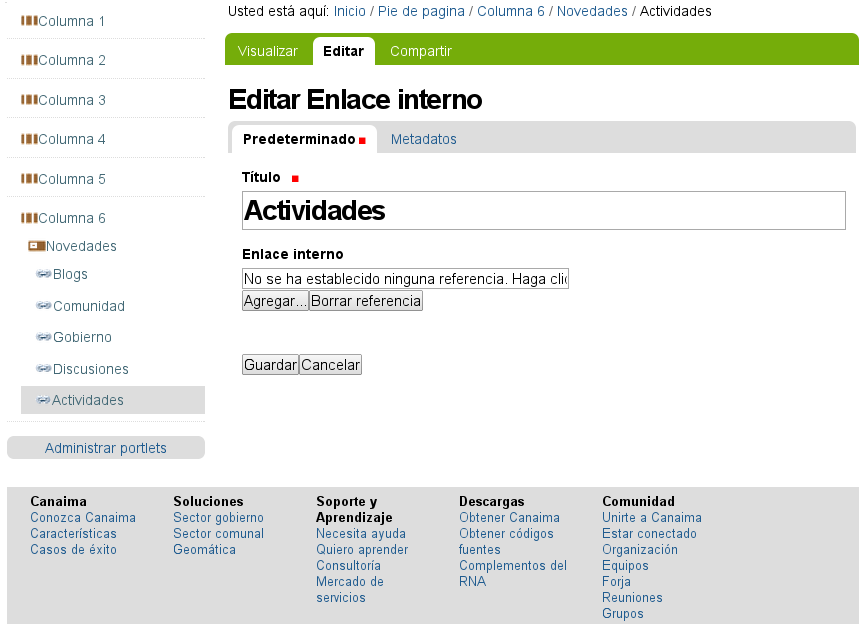 Columna 1
Columna 2
Columna 3
Columna 4
Columna 5
Columna 6
Novedades
Blogs
Comunidad
Gobierno
Discusiones
Actividades
Administrar portlets
Usted está aquí: Inicio / Pie de pagina / Columna 6 / Novedades / Actividades
Visualizar Editar Compartir
Editar Enlace interno
Predeterminado Metadatos
Título
Actividades
Enlace interno
No se ha establecido ninguna referencia. Haga clic
Agregar... Borrar referencia
Guardar Cancelar
Canaima
Conozca Canaima
Características
Casos de éxito
Soluciones
Sector gobierno
Sector comunal
Geomática
Soporte y
Aprendizaje
Necesita ayuda
Quiero aprender
Consultoría
Mercado de
servicios
Descargas
Obtener Canaima
Obtener códigos
fuentes
Complementos del
RNA
Comunidad
Unirte a Canaima
Estar conectado
Organización
Equipos
Forja
Reuniones
Grupos